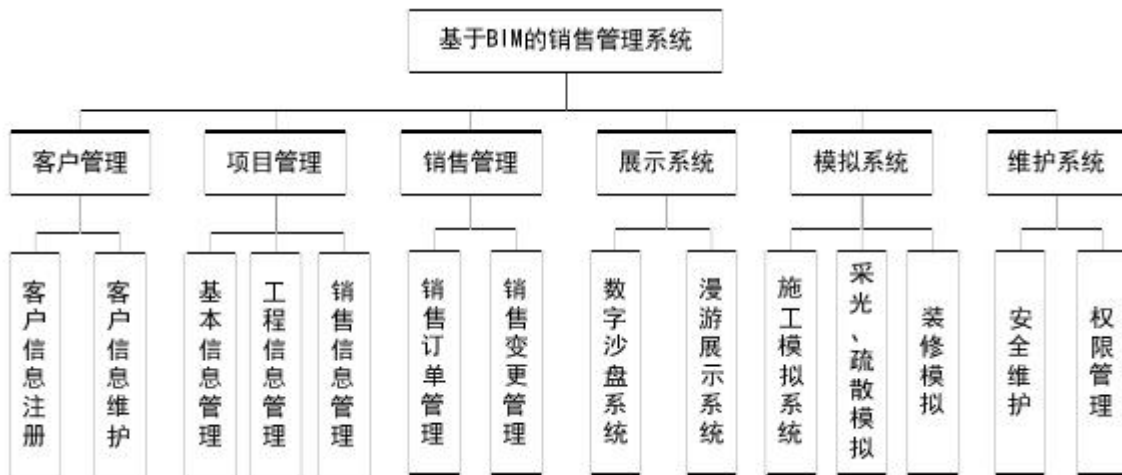 基于BIM的销售管理系统
客户管理
项目管理
销售管理
展示系统
模拟系统
维护系统
客户信息注册
客户信息维护
基本信息管理
工程信息管理
销售信息管理
销售订单管理
销售变更管理
数字沙盘系统
漫游展示系统
施工模拟系统
采光、疏散模拟
装修模拟
安全维护
权限管理